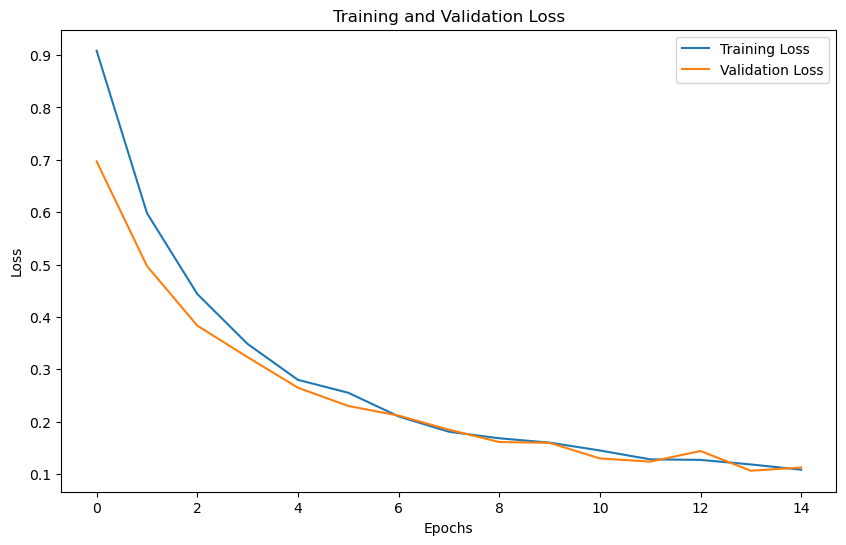 Training and Validation Loss
Training Loss
Validation Loss
0.9
0.8
0.7
0.6
0.5
0.4
0.3
0.2
0.1
Loss
0 2 4 6 8 10 12 14
Epochs